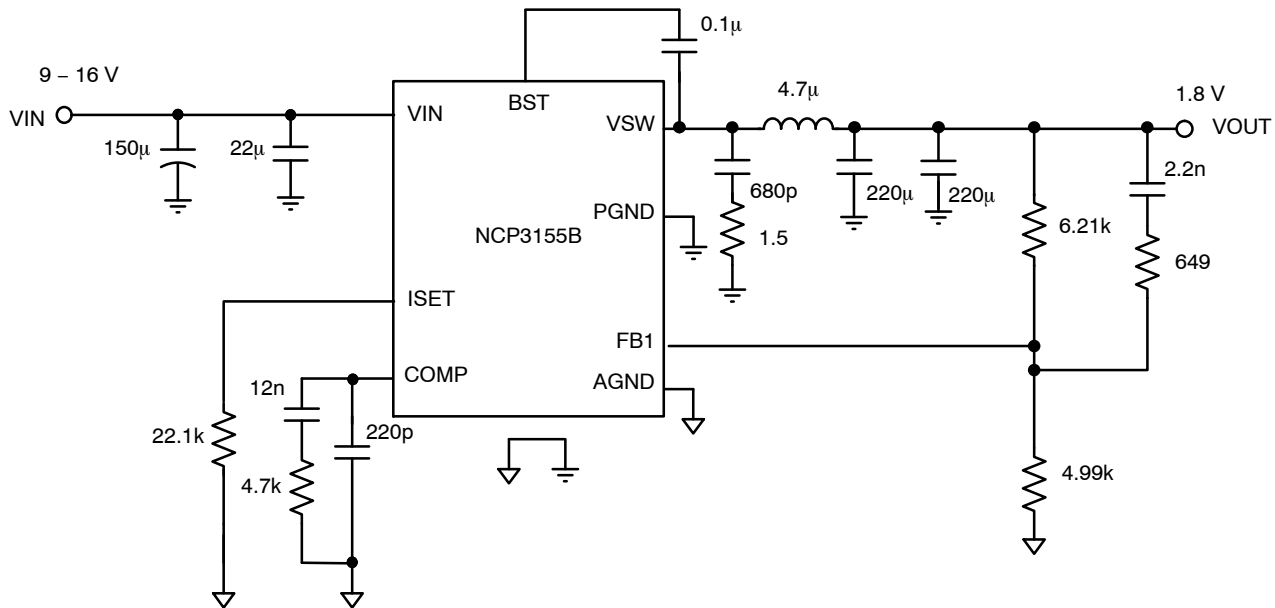 0.1μ
9 – 16 V
VIN
150μ
22μ
VIN
BST
VSW
4.7μ
1.8 V
VOUT
680p
1.5
220μ
220μ
2.2n
6.21k
649
PGND
NCP3155B
ISET
FB1
COMP
AGND
12n
220p
22.1k
4.7k
4.99k